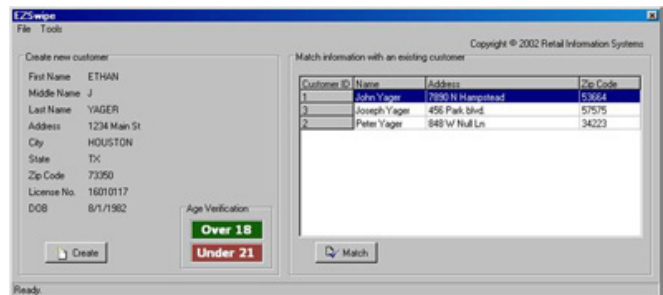 EZSwipe
File Tools
Copyright © 2002 Retail Information Systems
Create new customer
First Name ETHAN
Middle Name J
Last Name YAGER
Address 1234 Main St
City HOUSTON
State TX
Zip Code 73350
License No. 16010117
DOB 8/1/1982
Age Verification
Over 18
Under 21
Create
Match information with an existing customer
Customer ID Name Address Zip Code
1 John Yager 7890 N Hampstead 53664
3 Joseph Yager 456 Park blvd. 57575
2 Peter Yager 848 W Null Ln 34223
Match
Ready.